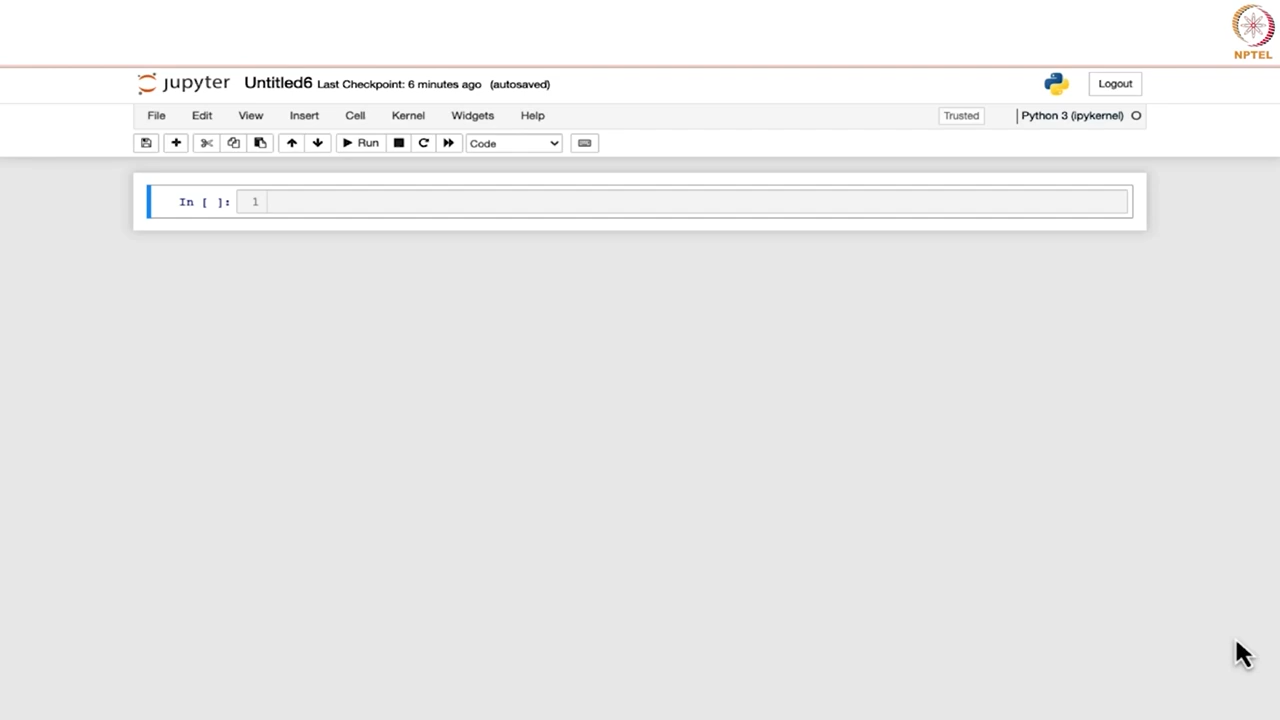 NPTEL
jupyter Untitled6 Last Checkpoint: 6 minutes ago (autosaved) Logout
File Edit View Insert Cell Kernel Widgets Help Trusted Python 3 (ipykernel)
Run Code
In [ ]: 1